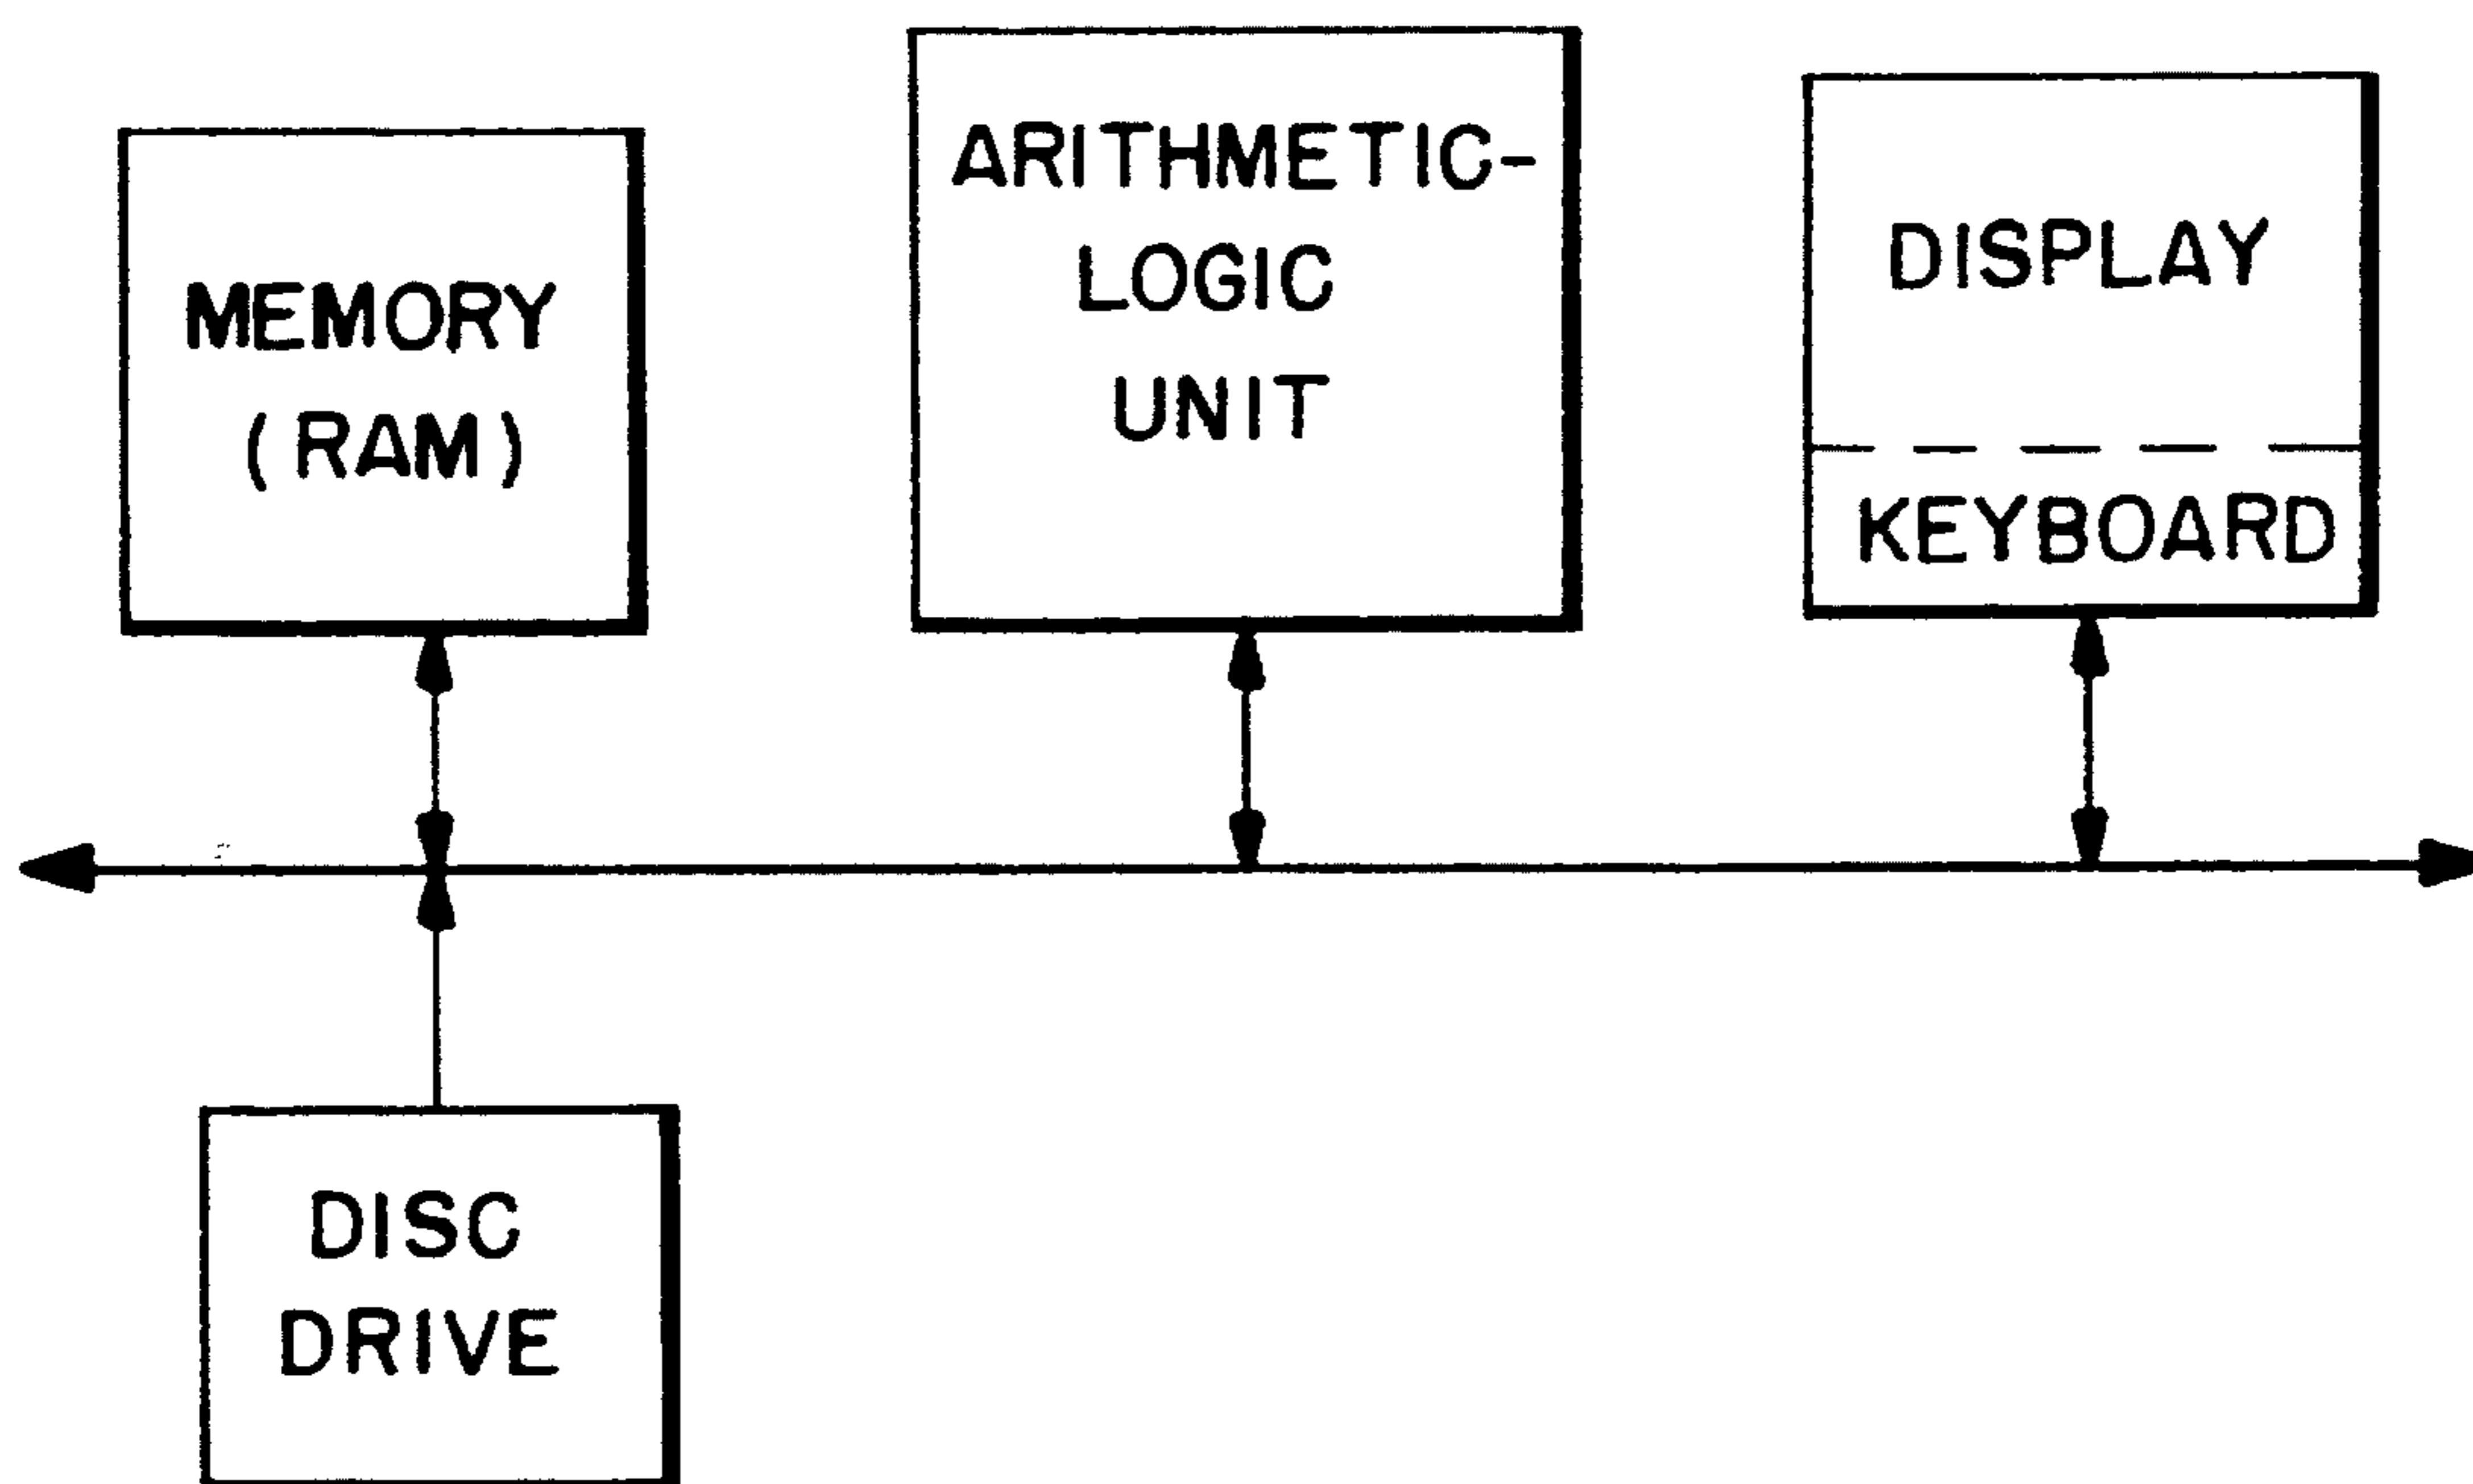 MEMORY
(RAM)
ARITHMETIC-
LOGIC
UNIT
DISPLAY
KEYBOARD
DISC
DRIVE